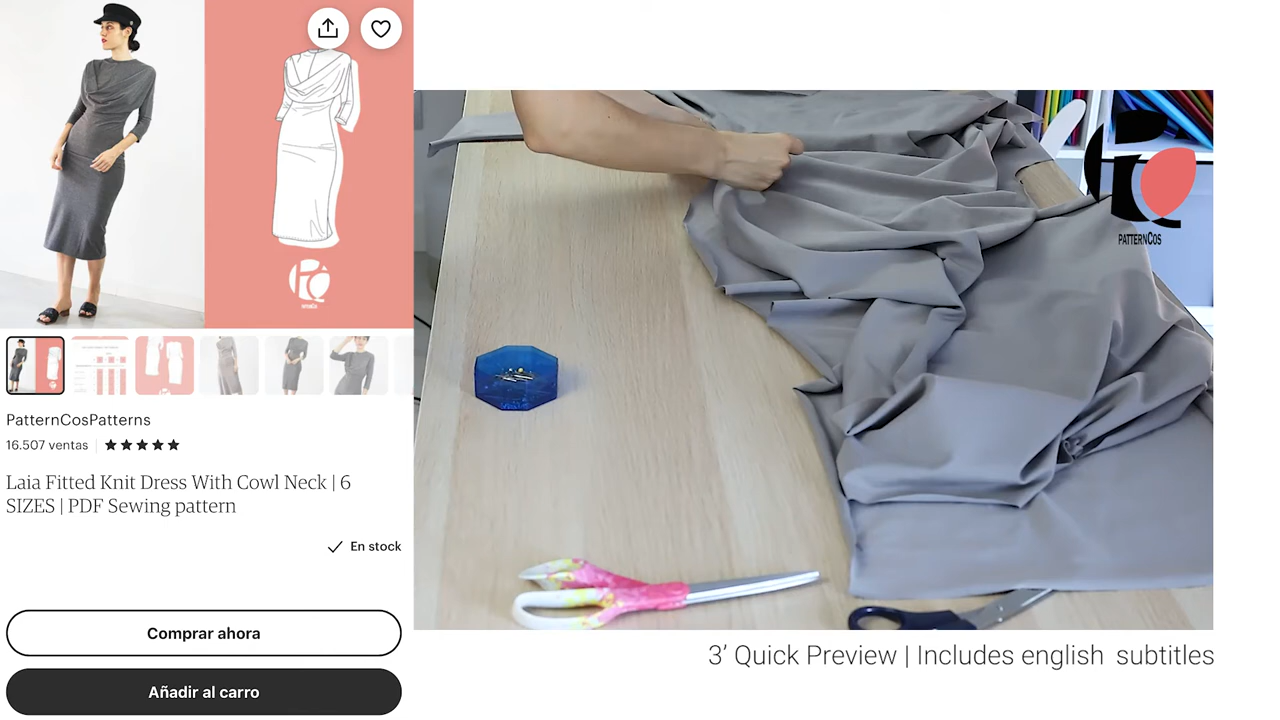 PatternCosPatterns
16.507 ventas
Laia Fitted Knit Dress With Cowl Neck | 6
SIZES | PDF Sewing pattern
En stock
Comprar ahora
Añadir al carro
PATTERNCOS
3’ Quick Preview | Includes english subtitles